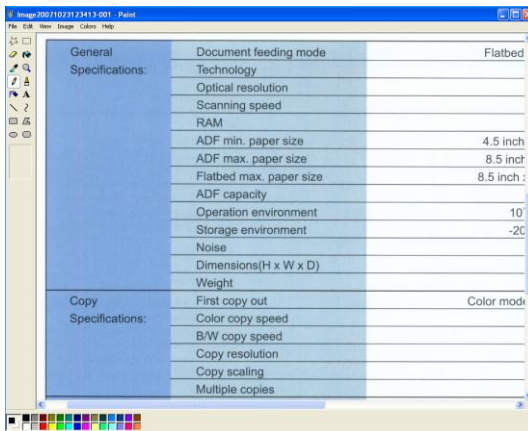 Image20071023123413-001 - Paint
File Edit View Image Colors Help
General Document feeding mode Flatbed
Specifications: Technology
Optical resolution
Scanning speed
RAM
ADF min. paper size 4.5 inch
ADF max. paper size 8.5 inch
Flatbed max. paper size 8.5 inch
ADF capacity
Operation environment 10
Storage environment -20
Noise
Dimensions(H x W x D)
Weight
Copy First copy out Color mode
Specifications: Color copy speed
B/W copy speed
Copy resolution
Copy scaling
Multiple copies